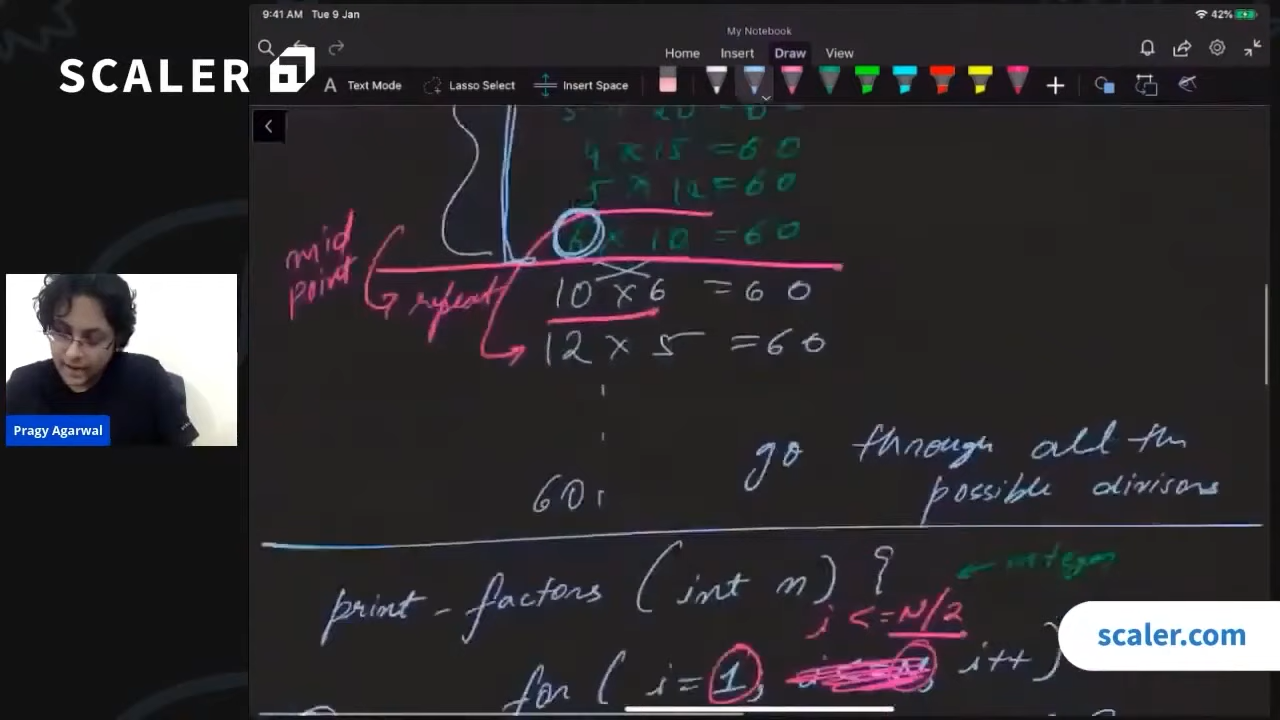 9:41 AM Tue 9 Jan
42%
My Notebook
SCALER
Home Insert Draw View
A Text Mode Lasso Select Insert Space
4 × 15 = 60
5 × 12 = 60
6 × 10 = 60
mid point
repeat
10 × 6 = 60
12 × 5 = 60
60
go through all the
possible divisors
Pragy Agarwal
print-factors (int n) {
← integer
i <= N/2
for ( i = 1, i++ )
scaler.com